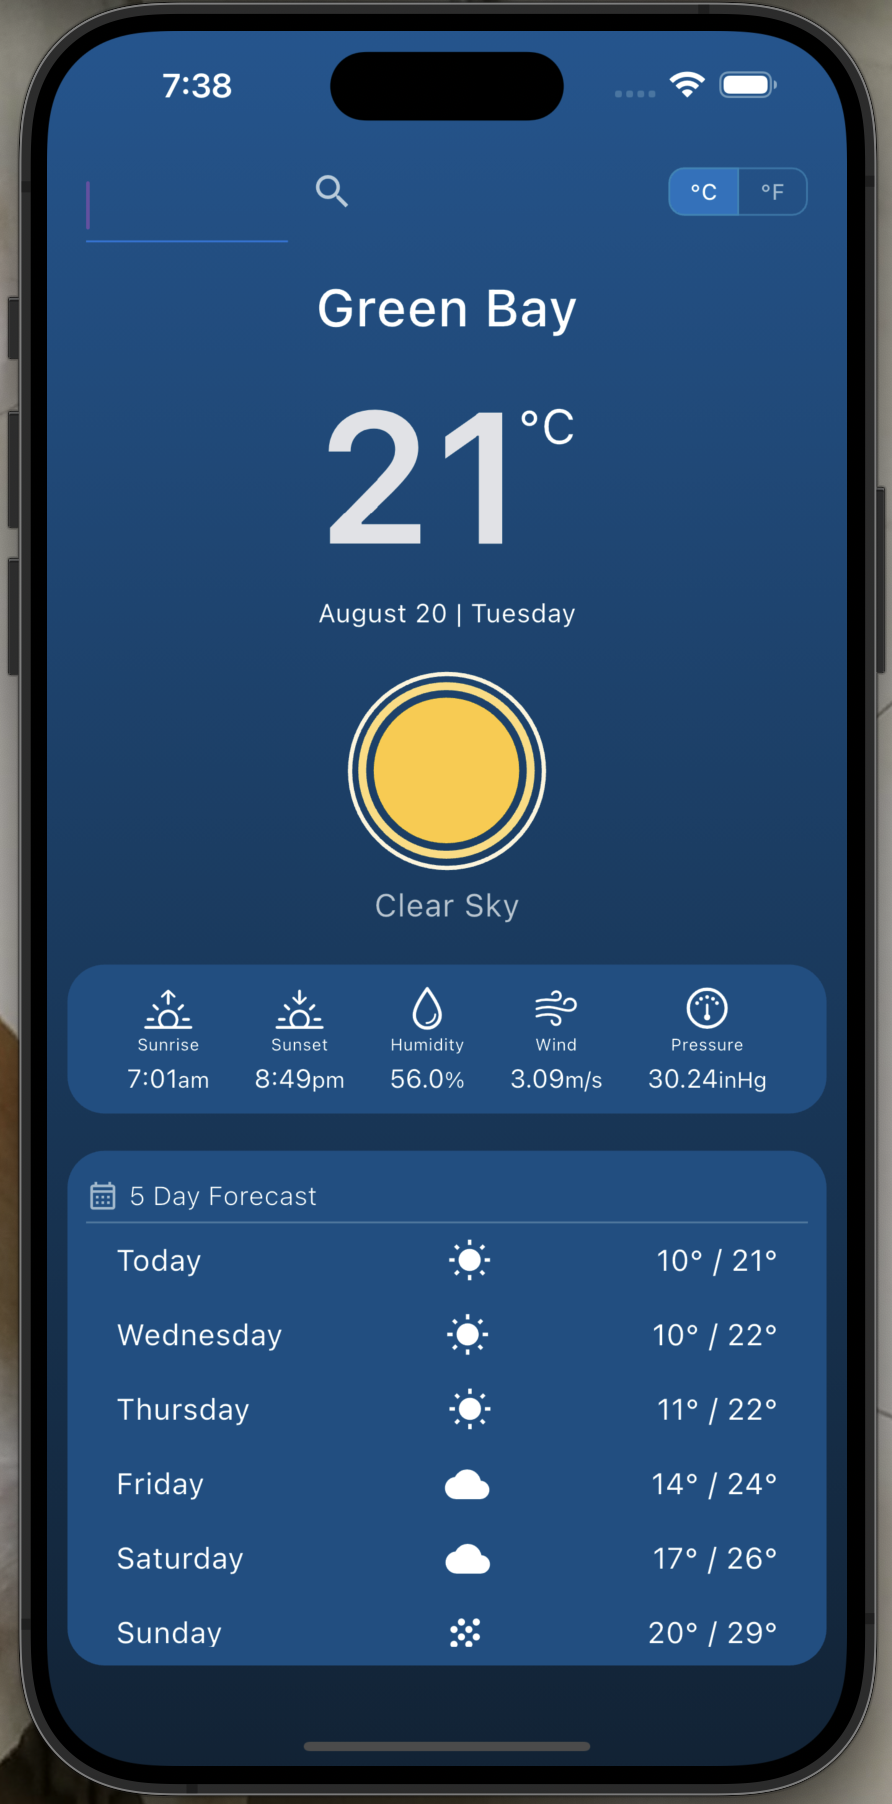 7:38
°C °F
Green Bay
21 °C
August 20 | Tuesday
Clear Sky
Sunrise Sunset Humidity Wind Pressure
7:01am 8:49pm 56.0% 3.09m/s 30.24inHg
5 Day Forecast
Today 10° / 21°
Wednesday 10° / 22°
Thursday 11° / 22°
Friday 14° / 24°
Saturday 17° / 26°
Sunday 20° / 29°